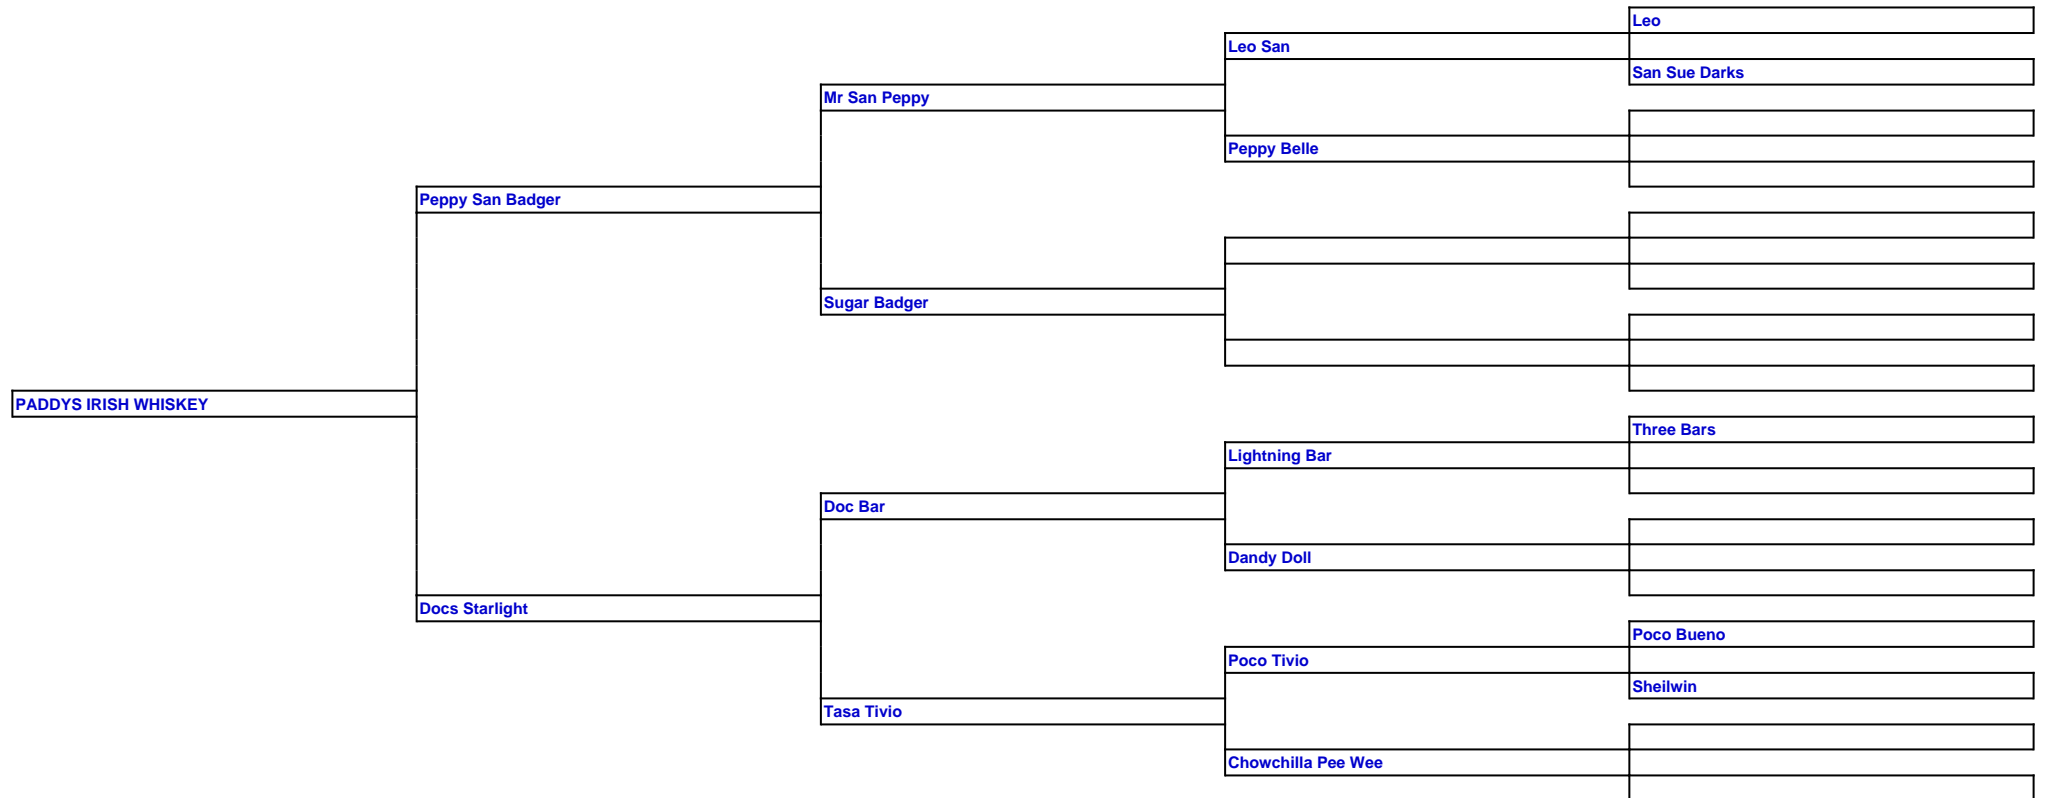 Leo
Leo San
San Sue Darks
Mr San Peppy
Peppy Belle
Peppy San Badger
Sugar Badger
PADDYS IRISH WHISKEY
Three Bars
Lightning Bar
Doc Bar
Dandy Doll
Docs Starlight
Poco Bueno
Poco Tivio
Sheilwin
Tasa Tivio
Chowchilla Pee Wee